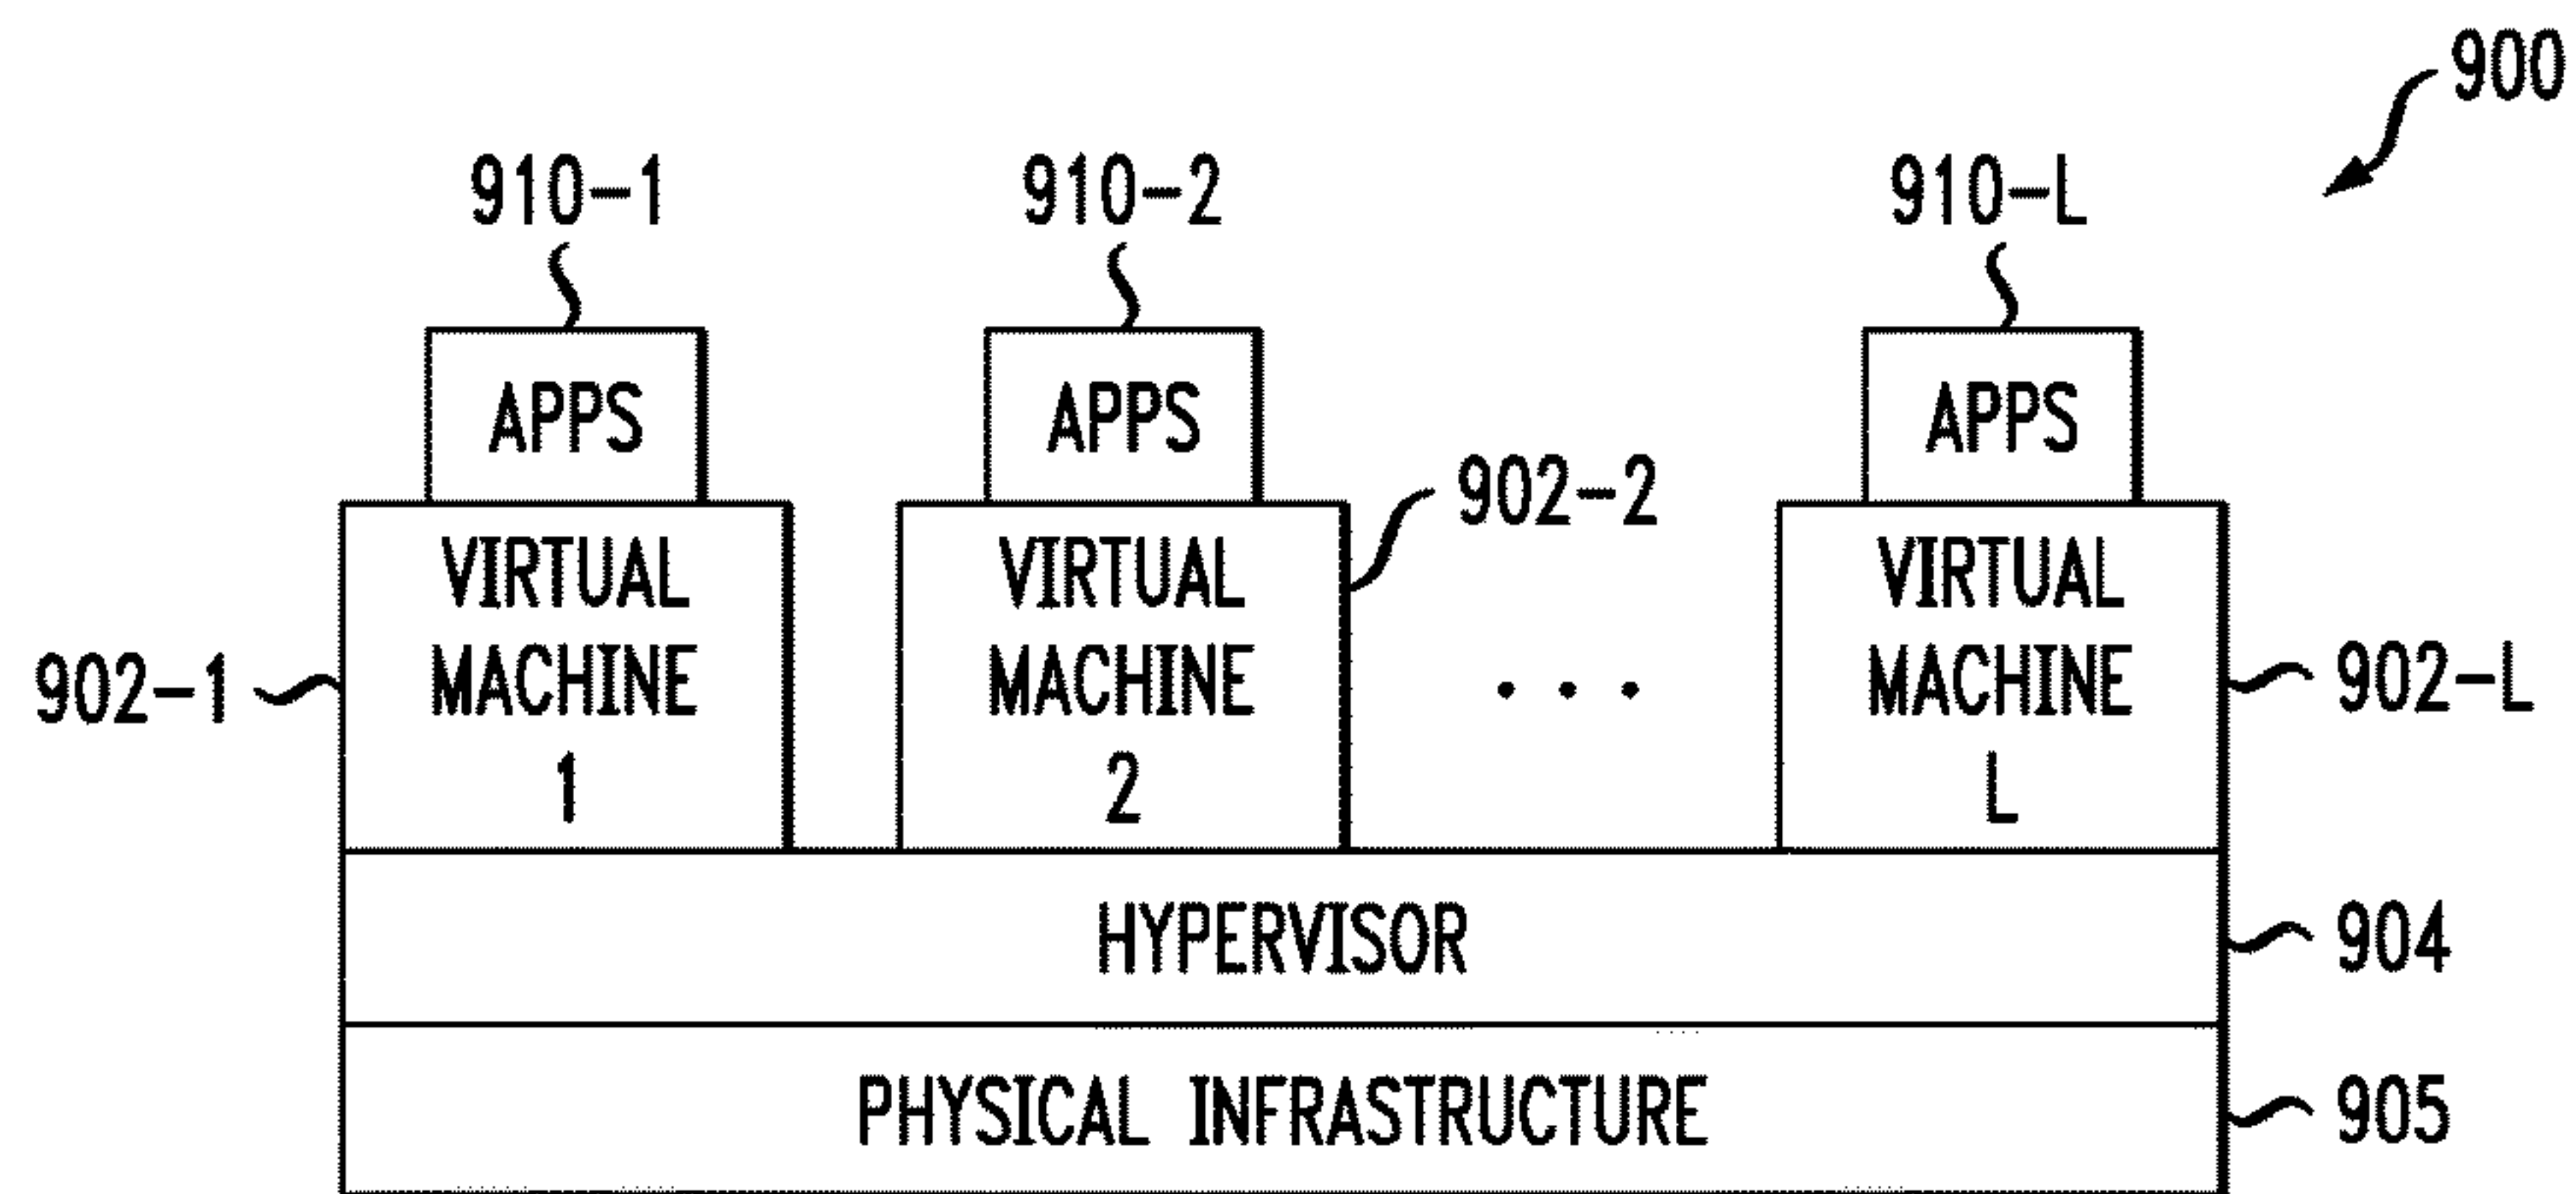 900
910-1
910-2
910-L
APPS
APPS
APPS
902-2
VIRTUAL
MACHINE
1
VIRTUAL
MACHINE
2
. . .
VIRTUAL
MACHINE
L
902-1
902-L
HYPERVISOR
904
PHYSICAL INFRASTRUCTURE
905